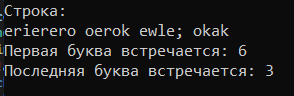 Строка:
erierero oerok ewle; okak
Первая буква встречается: 6
Последняя буква встречается: 3